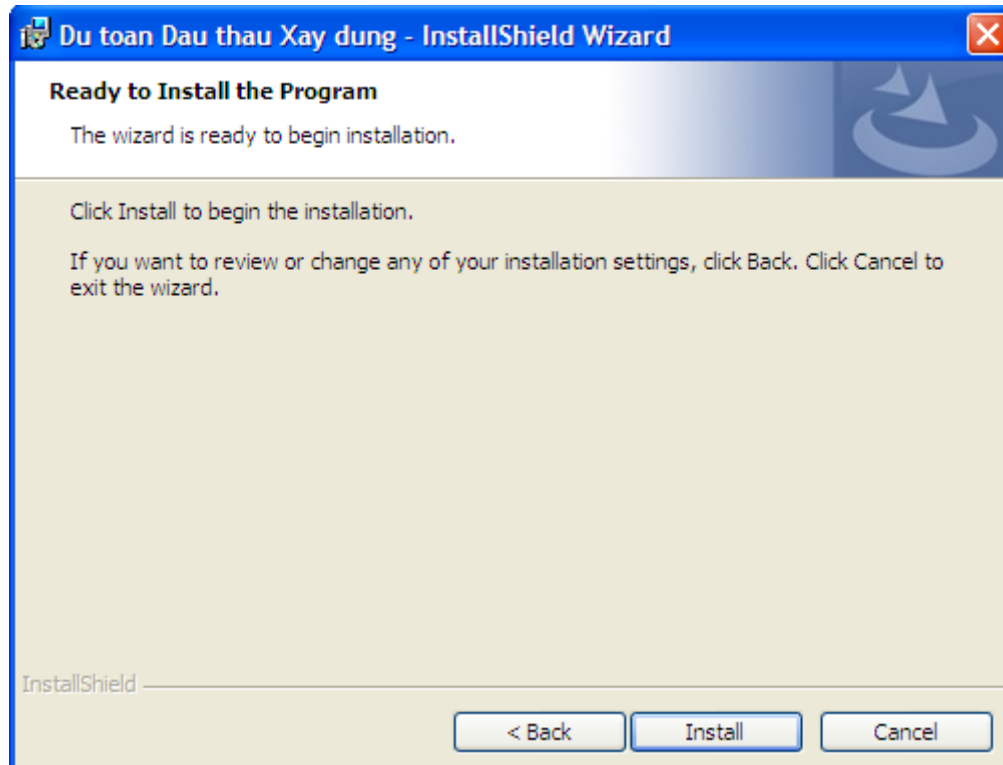 Du toan Dau thau Xay dung - InstallShield Wizard
Ready to Install the Program
The wizard is ready to begin installation.
Click Install to begin the installation.
If you want to review or change any of your installation settings, click Back. Click Cancel to
exit the wizard.
InstallShield
< Back
Install
Cancel